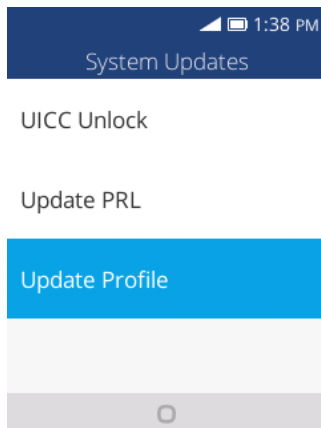 1:38 PM
System Updates
UICC Unlock
Update PRL
Update Profile